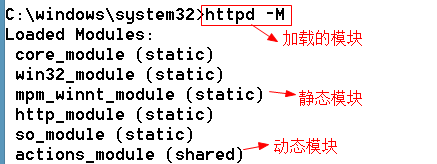 C:\windows\system32>httpd -M
Loaded Modules:
加载的模块
core_module (static)
win32_module (static)
mpm_winnt_module (static)
静态模块
http_module (static)
so_module (static)
动态模块
actions_module (shared)